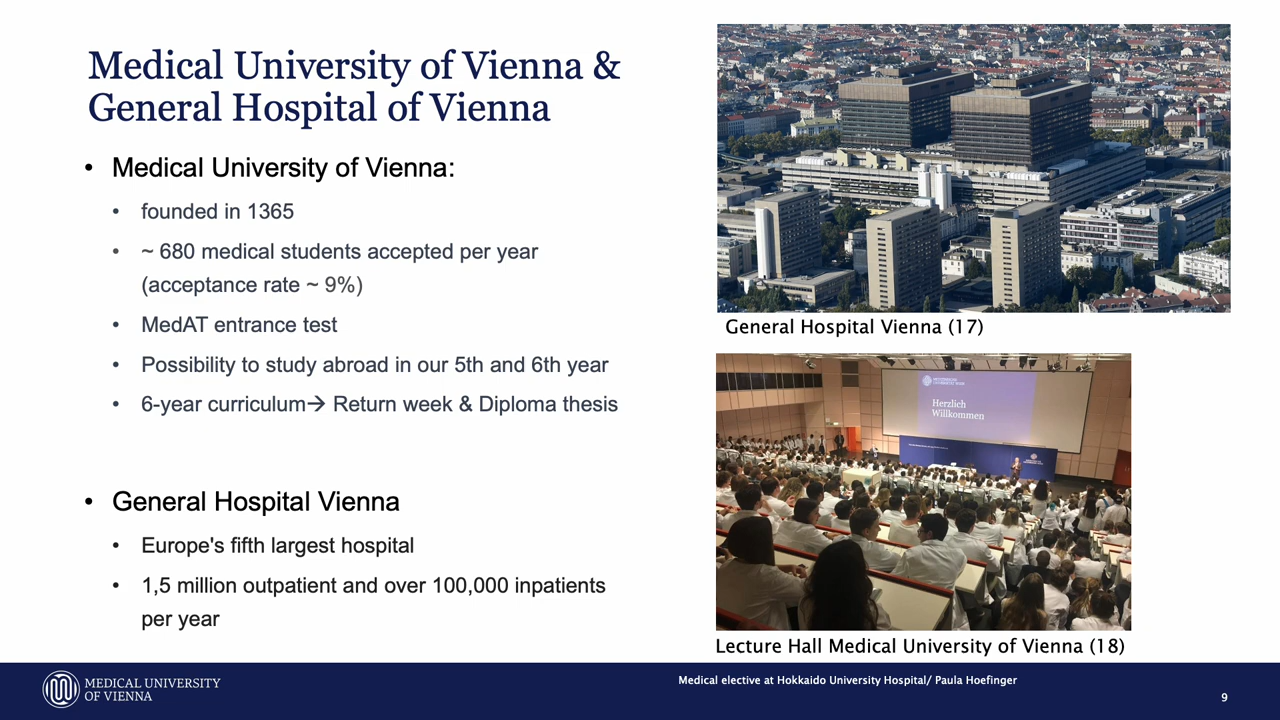 Medical University of Vienna &
General Hospital of Vienna
• Medical University of Vienna:
• founded in 1365
• ~ 680 medical students accepted per year
(acceptance rate ~ 9%)
• MedAT entrance test
• Possibility to study abroad in our 5th and 6th year
• 6-year curriculum→ Return week & Diploma thesis
• General Hospital Vienna
• Europe's fifth largest hospital
• 1,5 million outpatient and over 100,000 inpatients
per year
General Hospital Vienna (17)
Herzlich
Willkommen
Lecture Hall Medical University of Vienna (18)
MEDICAL UNIVERSITY
OF VIENNA
Medical elective at Hokkaido University Hospital/ Paula Hoefinger
9